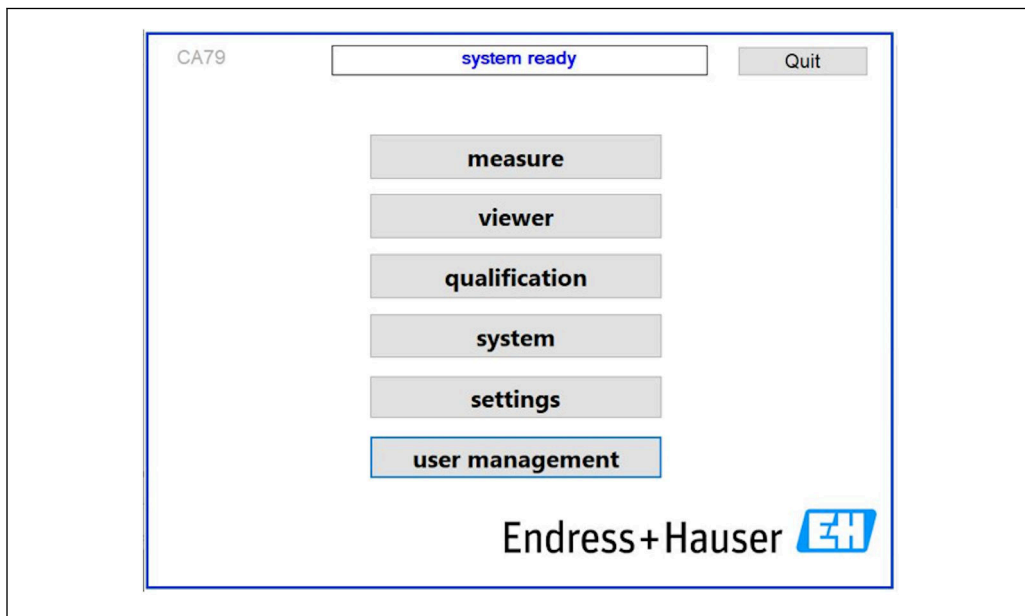 CA79
system ready
Quit
measure
viewer
qualification
system
settings
user management
Endress+Hauser EH